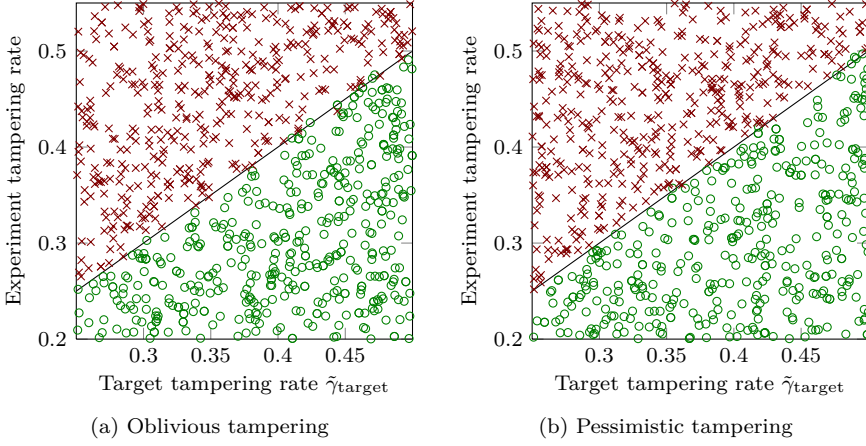 0.5
0.4
0.3
0.2
Experiment tampering rate
0.3 0.35 0.4 0.45
Target tampering rate γ̃target
(a) Oblivious tampering
0.5
0.4
0.3
0.2
Experiment tampering rate
0.3 0.35 0.4 0.45
Target tampering rate γ̃target
(b) Pessimistic tampering